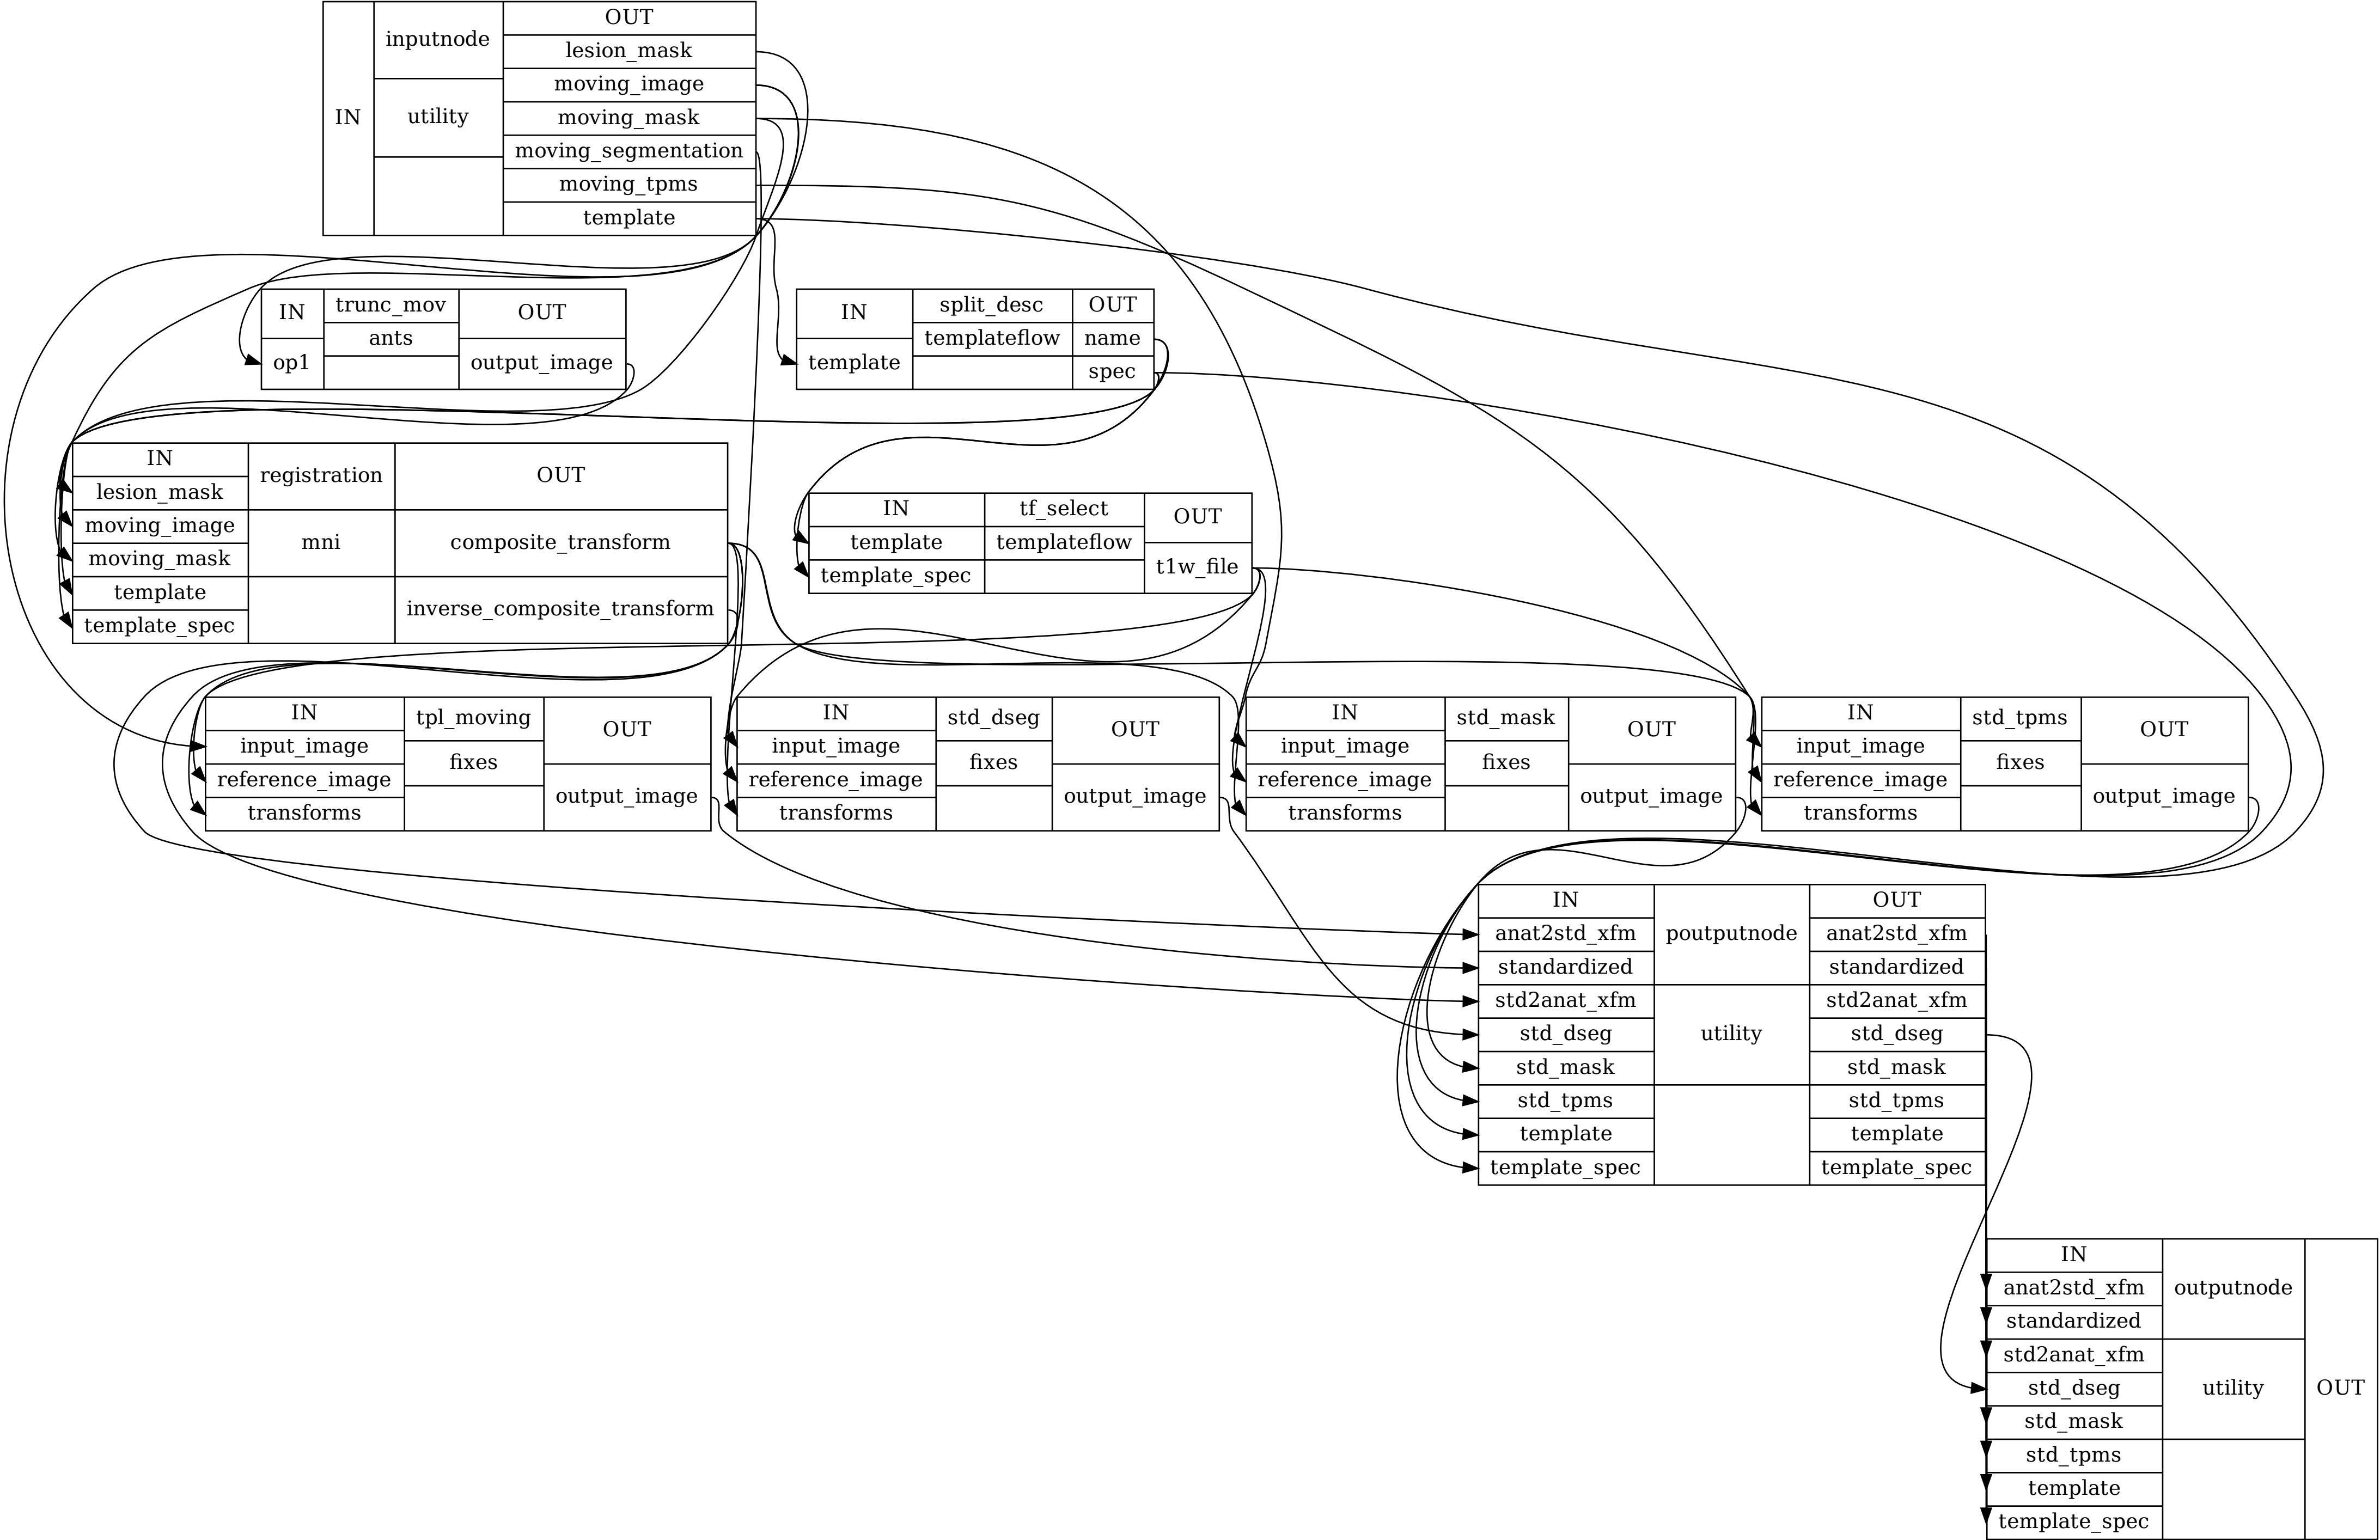 IN
inputnode
utility
OUT
lesion_mask
moving_image
moving_mask
moving_segmentation
moving_tpms
template
IN
op1
trunc_mov
ants
OUT
output_image
IN
template
split_desc
templateflow
OUT
name
spec
IN
lesion_mask
moving_image
moving_mask
template
template_spec
registration
mni
OUT
composite_transform
inverse_composite_transform
IN
template
template_spec
tf_select
templateflow
OUT
t1w_file
IN
input_image
reference_image
transforms
tpl_moving
fixes
OUT
output_image
IN
input_image
reference_image
transforms
std_dseg
fixes
OUT
output_image
IN
input_image
reference_image
transforms
std_mask
fixes
OUT
output_image
IN
input_image
reference_image
transforms
std_tpms
fixes
OUT
output_image
IN
anat2std_xfm
standardized
std2anat_xfm
std_dseg
std_mask
std_tpms
template
template_spec
poutputnode
utility
OUT
anat2std_xfm
standardized
std2anat_xfm
std_dseg
std_mask
std_tpms
template
template_spec
IN
anat2std_xfm
standardized
std2anat_xfm
std_dseg
std_mask
std_tpms
template
template_spec
outputnode
utility
OUT